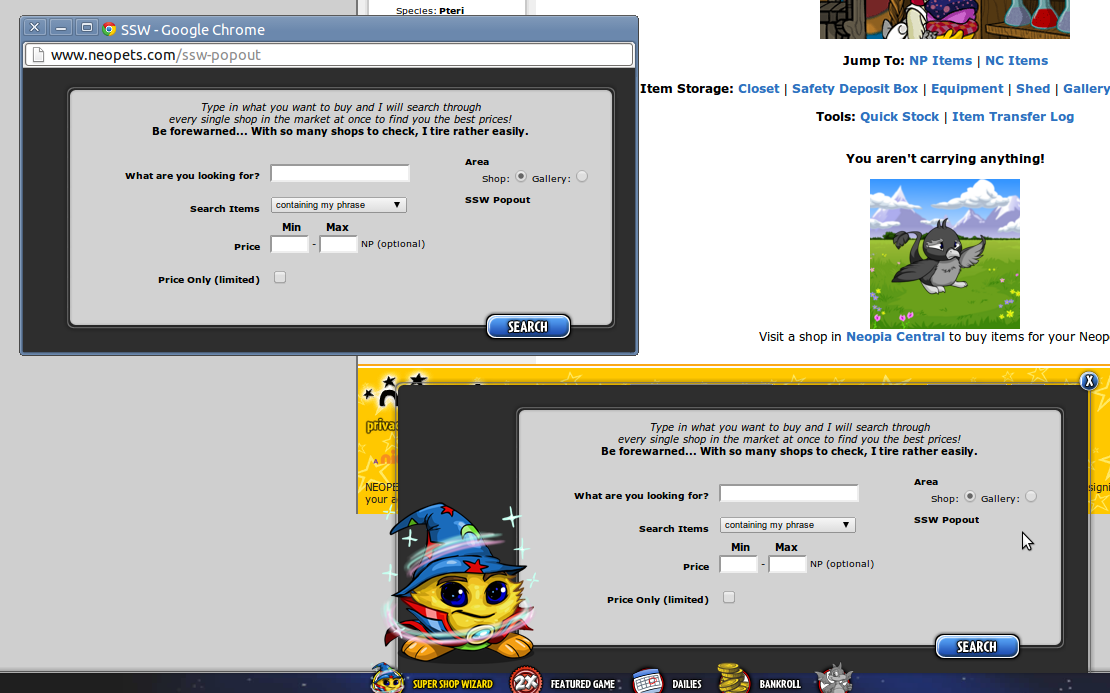 Species: Pteri
SSW - Google Chrome
www.neopets.com/ssw-popout
Type in what you want to buy and I will search through
every single shop in the market at once to find you the best prices!
Be forewarned... With so many shops to check, I tire rather easily.
What are you looking for?
Area
Shop: Gallery:
Search Items containing my phrase
SSW Popout
Min Max
Price - NP (optional)
Price Only (limited)
SEARCH
Jump To: NP Items | NC Items
Item Storage: Closet | Safety Deposit Box | Equipment | Shed | Gallery
Tools: Quick Stock | Item Transfer Log
You aren't carrying anything!
Visit a shop in Neopia Central to buy items for your Neop
X
priva
A ni
NEOPE
your a
signi
Type in what you want to buy and I will search through
every single shop in the market at once to find you the best prices!
Be forewarned... With so many shops to check, I tire rather easily.
What are you looking for?
Area
Shop: Gallery:
Search Items containing my phrase
SSW Popout
Min Max
Price - NP (optional)
Price Only (limited)
SEARCH
SUPER SHOP WIZARD 2X FEATURED GAME DAILIES BANKROLL